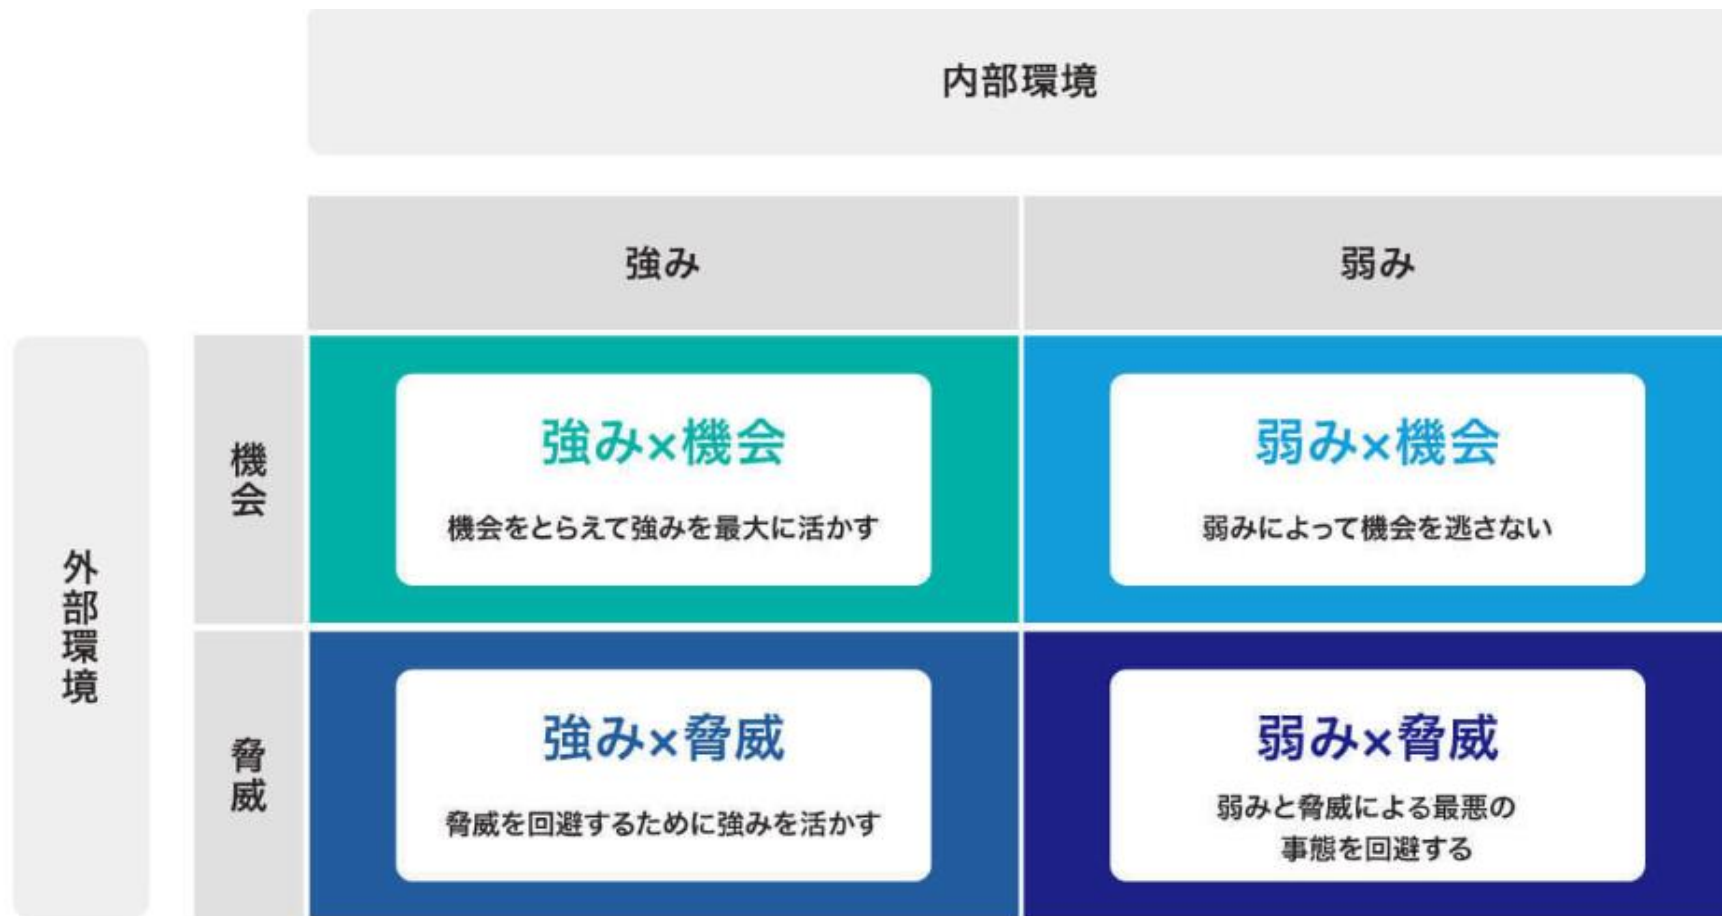 内部環境
強み
弱み
外部環境
機会
強み×機会
機会をとらえて強みを最大に活かす
弱み×機会
弱みによって機会を逃さない
脅威
強み×脅威
脅威を回避するために強みを活かす
弱み×脅威
弱みと脅威による最悪の
事態を回避する